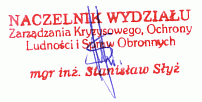 NACZELNIK WYDZIAŁU
Zarządzania Kryzysowego, Ochrony
Ludności i Spraw Obronnych
mgr inż. Stanisław Słyż